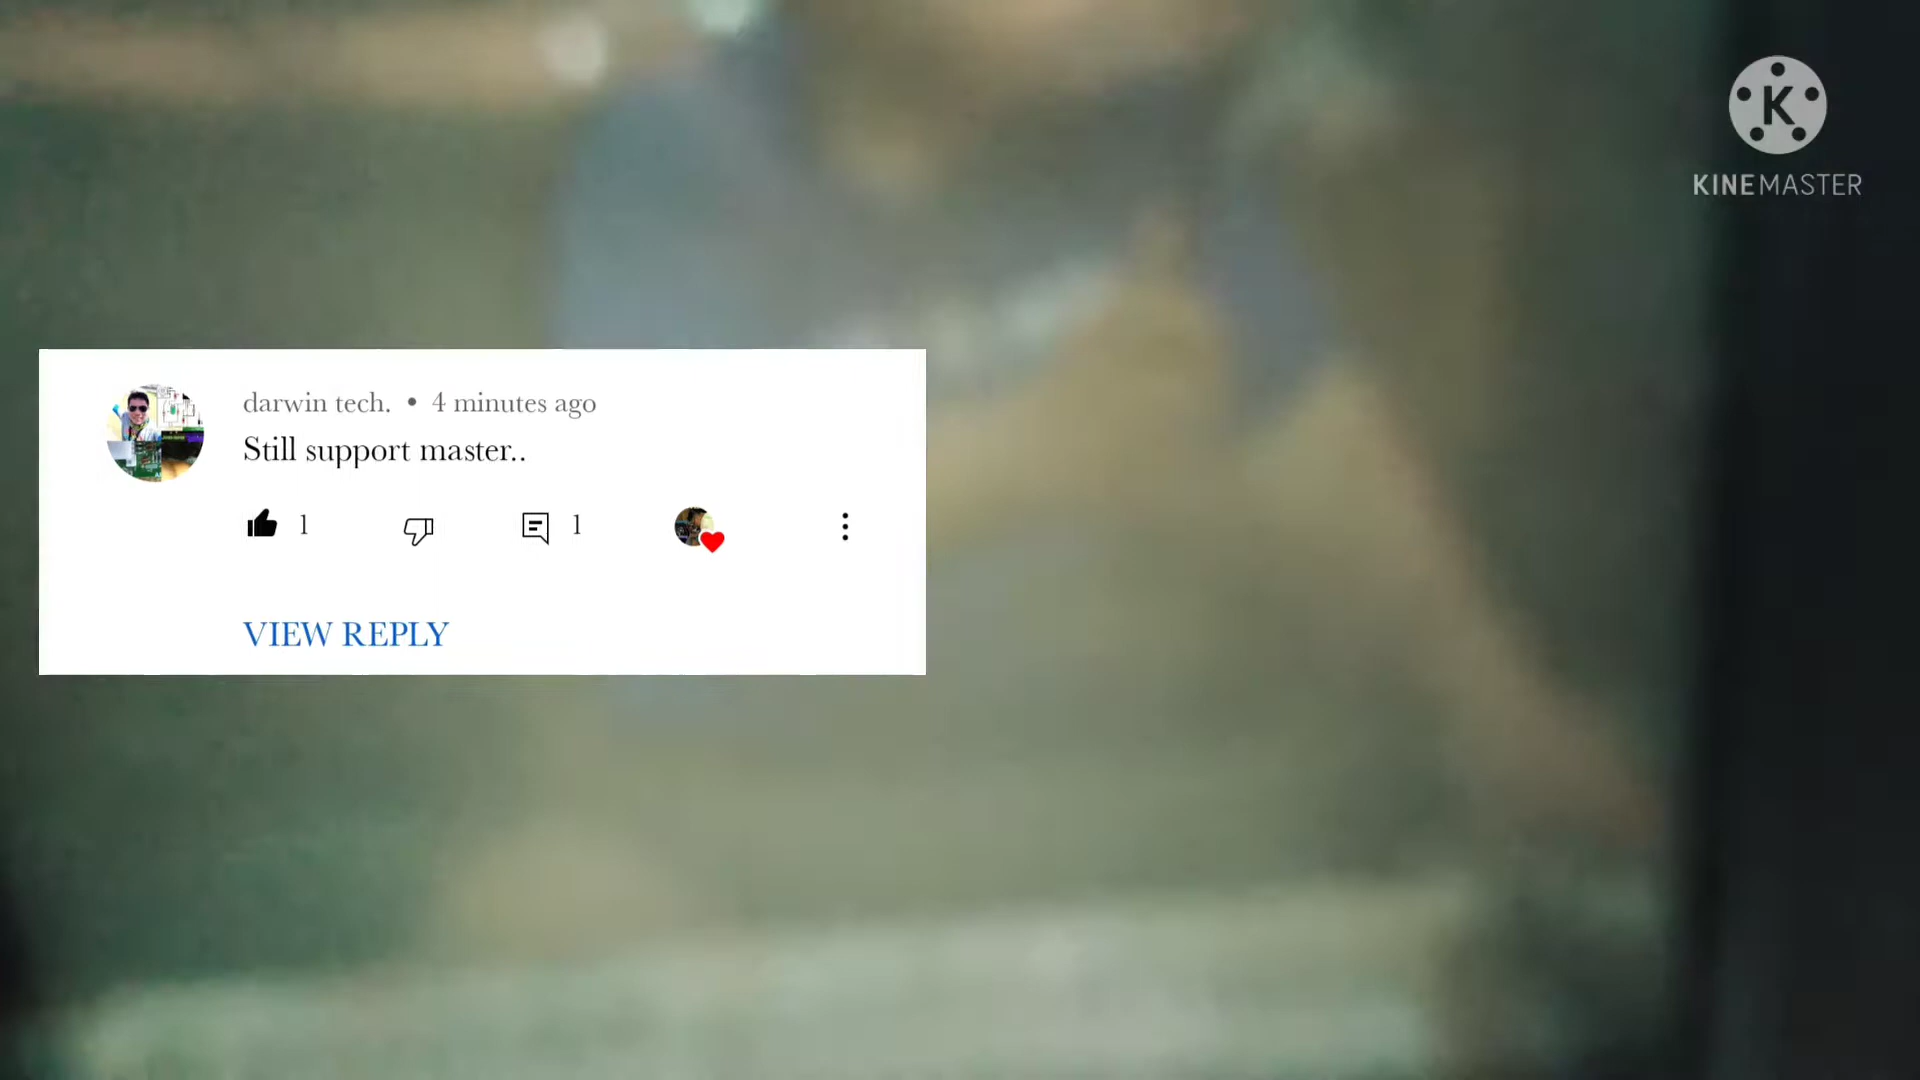 K
KINEMASTER
darwin tech. • 4 minutes ago
Still support master..
1
1
VIEW REPLY